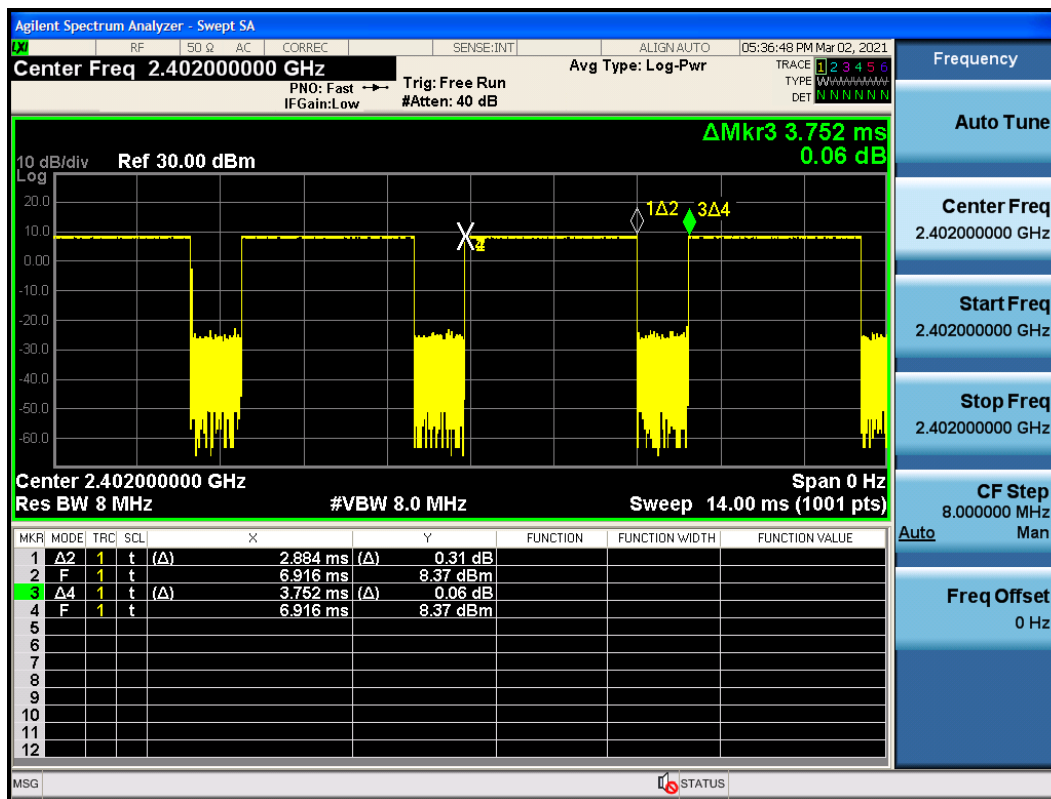 Agilent Spectrum Analyzer - Swept SA
LXI RF 50 Ω AC CORREC SENSE:INT ALIGN AUTO 05:36:48 PM Mar 02, 2021
Center Freq 2.402000000 GHz
PNO: Fast
IFGain:Low
Trig: Free Run
#Atten: 40 dB
Avg Type: Log-Pwr
TRACE 1 2 3 4 5 6
TYPE WWWWWW
DET N N N N N N
ΔMkr3 3.752 ms
0.06 dB
10 dB/div Ref 30.00 dBm
Log
20.0
10.0
0.00
-10.0
-20.0
-30.0
-40.0
-50.0
-60.0
1Δ2 3Δ4
Center 2.402000000 GHz Span 0 Hz
Res BW 8 MHz #VBW 8.0 MHz Sweep 14.00 ms (1001 pts)
MKR MODE TRC SCL X Y FUNCTION FUNCTION WIDTH FUNCTION VALUE
1 Δ2 1 t (Δ) 2.884 ms (Δ) 0.31 dB
2 F 1 t 6.916 ms 8.37 dBm
3 Δ4 1 t (Δ) 3.752 ms (Δ) 0.06 dB
4 F 1 t 6.916 ms 8.37 dBm
5
6
7
8
9
10
11
12
MSG STATUS
Frequency
Auto Tune
Center Freq
2.402000000 GHz
Start Freq
2.402000000 GHz
Stop Freq
2.402000000 GHz
CF Step
8.000000 MHz
Auto Man
Freq Offset
0 Hz